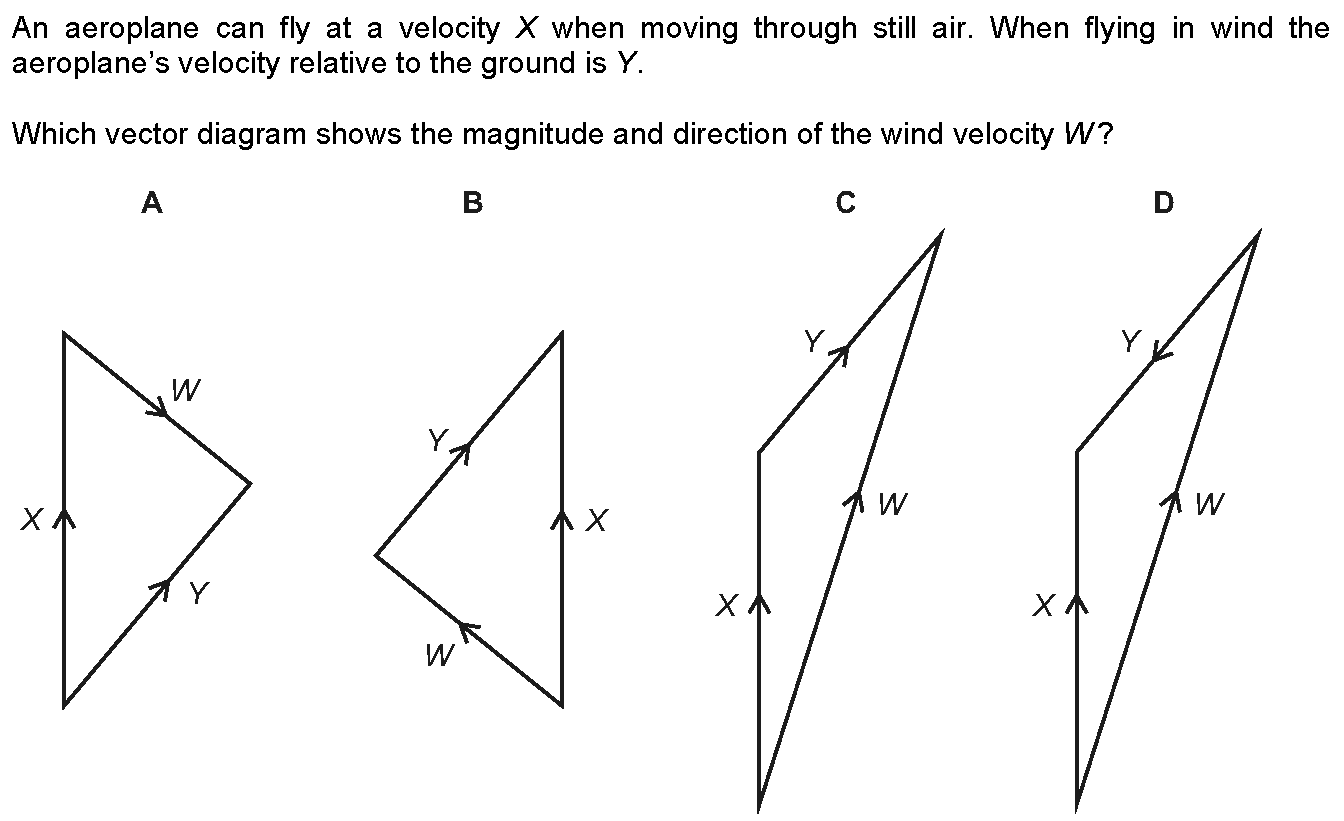 An aeroplane can fly at a velocity X when moving through still air. When flying in wind the
aeroplane's velocity relative to the ground is Y.
Which vector diagram shows the magnitude and direction of the wind velocity W?
A B C D
W
X
Y
Y
X
W
Y
W
X
Y
W
X